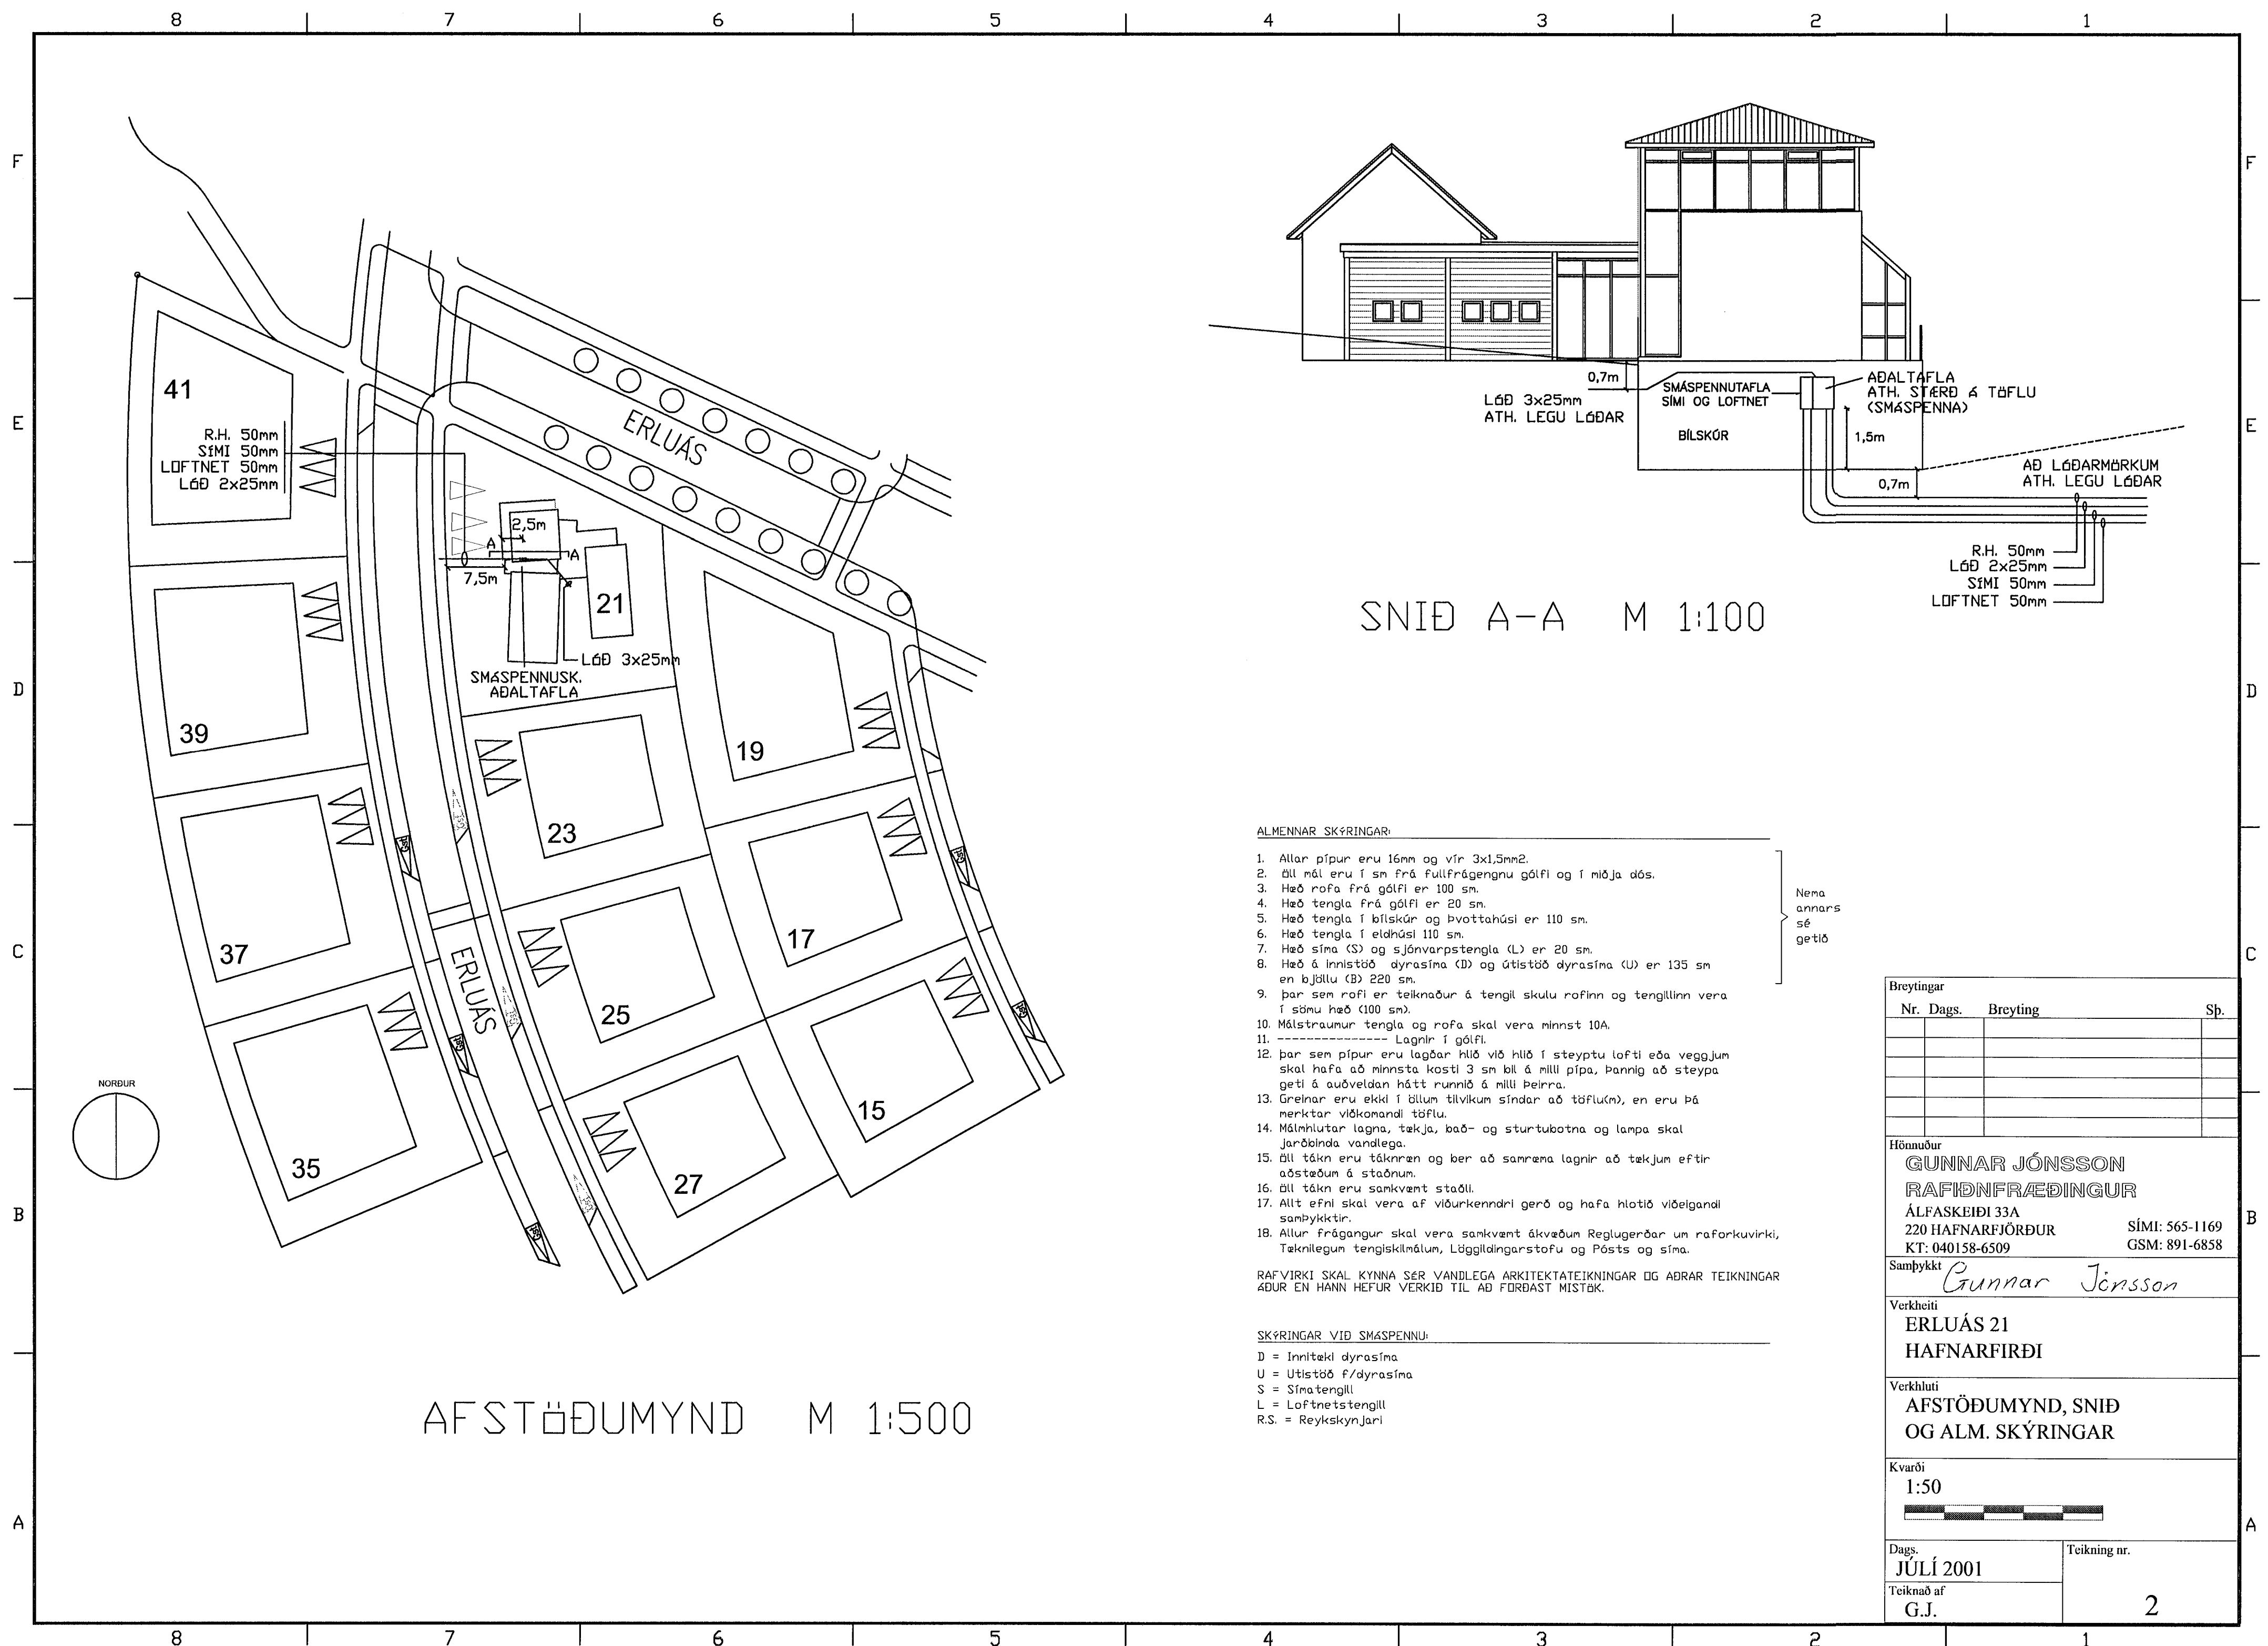 8 7 6 5 4 3 2 1
F
E
D
C
B
A
F
E
D
C
B
A
8 7 6 5 4 3 2 1
41
R.H. 50mm
SÍMI 50mm
LOFTNET 50mm
LÓÐ 2x25mm
ERLUÁS
2,5m
A
A
7,5m
21
LÓÐ 3x25mm
SMÁSPENNUSK.
AÐALTAFLA
39
19
23
37
17
25
ERLUÁS
15
35
27
NORÐUR
AFSTÖÐUMYND M 1:500
0,7m
LÓÐ 3x25mm
ATH. LEGU LÓÐAR
SMÁSPENNUTAFLA
SÍMI OG LOFTNET
AÐALTAFLA
ATH. STÆRÐ Á TÖFLU
(SMÁSPENNA)
BÍLSKÚR
1,5m
0,7m
AÐ LÓÐARMÖRKUM
ATH. LEGU LÓÐAR
R.H. 50mm
LÓÐ 2x25mm
SÍMI 50mm
LOFTNET 50mm
SNIÐ A-A M 1:100
ALMENNAR SKÝRINGAR:
1. Allar pípur eru 16mm og vír 3x1,5mm2.
2. Öll mál eru í sm frá fullfrágengnu gólfi og í miðja dós.
3. Hæð rofa frá gólfi er 100 sm.
4. Hæð tengla frá gólfi er 20 sm.
5. Hæð tengla í bílskúr og þvottahúsi er 110 sm.
6. Hæð tengla í eldhúsi 110 sm.
7. Hæð síma (S) og sjónvarpstengla (L) er 20 sm.
8. Hæð á innistöð dyrasíma (D) og útistöð dyrasíma (U) er 135 sm
en bjöllu (B) 220 sm.
Nema
annars
sé
getið
9. Þar sem rofi er teiknaður á tengil skulu rofinn og tengillinn vera
í sömu hæð (100 sm).
10. Málstraumur tengla og rofa skal vera minnst 10A.
11. --------------- Lagnir í gólfi.
12. Þar sem pípur eru lagðar hlið við hlið í steyptu lofti eða veggjum
skal hafa að minnsta kosti 3 sm bil á milli pípa, þannig að steypa
geti á auðveldan hátt runnið á milli þeirra.
13. Greinar eru ekki í öllum tilvikum síndar að töflu(m), en eru þá
merktar viðkomandi töflu.
14. Málmhlutar lagna, tækja, bað- og sturtubotna og lampa skal
jarðbinda vandlega.
15. Öll tákn eru táknræn og ber að samræma lagnir að tækjum eftir
aðstæðum á staðnum.
16. Öll tákn eru samkvæmt staðli.
17. Allt efni skal vera af viðurkenndri gerð og hafa hlotið viðeigandi
samþykktir.
18. Allur frágangur skal vera samkvæmt ákvæðum Reglugerðar um raforkuvirki,
Tæknilegum tengiskilmálum, Löggildingarstofu og Pósts og síma.
RAFVIRKI SKAL KYNNA SÉR VANDLEGA ARKITEKTATEIKNINGAR OG AÐRAR TEIKNINGAR
ÁÐUR EN HANN HEFUR VERKIÐ TIL AÐ FORÐAST MISTÖK.
SKÝRINGAR VIÐ SMÁSPENNU:
D = Innitæki dyrasíma
U = Utistöð f/dyrasíma
S = Símatengill
L = Loftnetstengill
R.S. = Reykskynjari
Breytingar
Nr. Dags. Breyting Sþ.
Hönnuður
GUNNAR JÓNSSON
RAFIÐNFRÆÐINGUR
ÁLFASKEIÐI 33A
220 HAFNARFJÖRÐUR SÍMI: 565-1169
KT: 040158-6509 GSM: 891-6858
Samþykkt Gunnar Jónsson
Verkheiti
ERLUÁS 21
HAFNARFIRÐI
Verkhluti
AFSTÖÐUMYND, SNIÐ
OG ALM. SKÝRINGAR
Kvarði
1:50
Dags.
JÚLÍ 2001
Teiknað af
G.J.
Teikning nr.
2